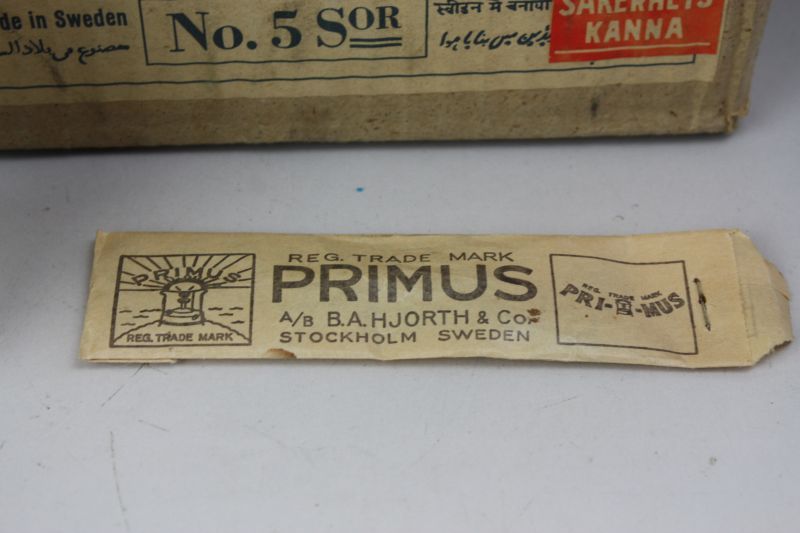 de in Sweden
No. 5 SOR
स्वीडन में बनाया
SÄKERHETS
KANNA
REG. TRADE MARK
PRIMUS
A/B B.A. HJORTH & Co.
STOCKHOLM SWEDEN
PRIMUS
REG. TRADE MARK
REG. TRADE MARK
PRI-MUS